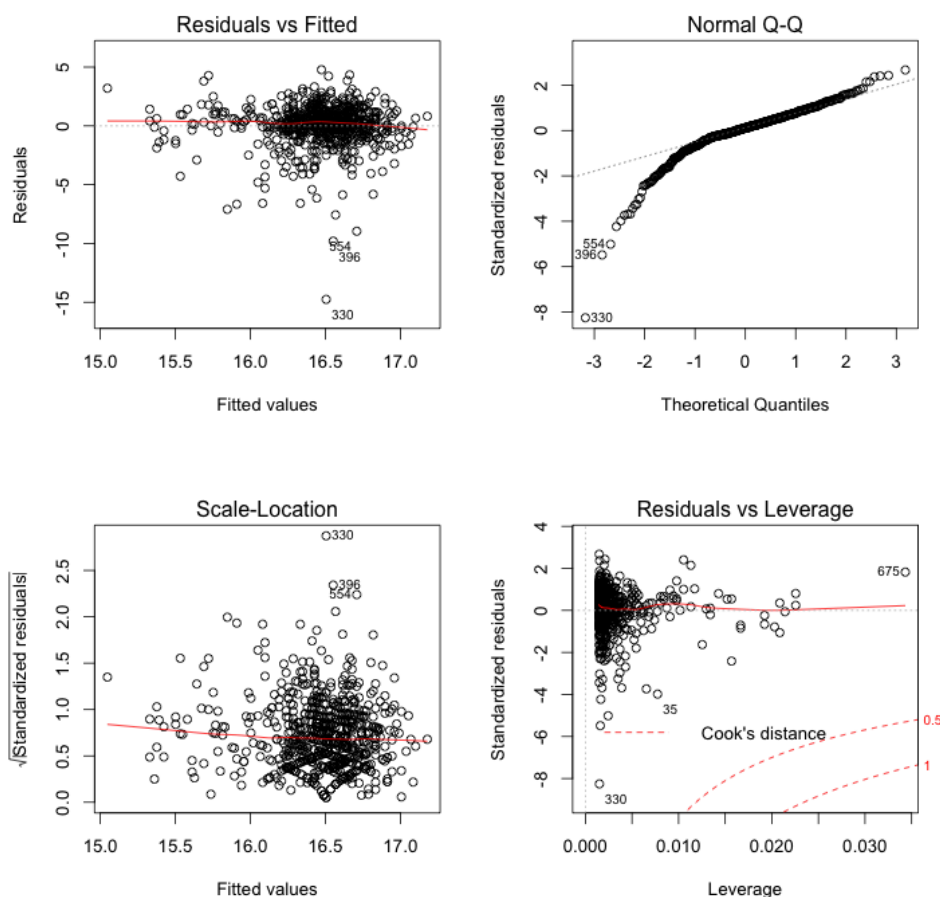 Residuals vs Fitted
Residuals
5
0
-5
-10
-15
554
396
330
15.0 15.5 16.0 16.5 17.0
Fitted values
Normal Q-Q
Standardized residuals
2
0
-2
-4
-6
-8
554
396
330
-3 -2 -1 0 1 2 3
Theoretical Quantiles
Scale-Location
√|Standardized residuals|
2.5
2.0
1.5
1.0
0.5
0.0
330
396
554
15.0 15.5 16.0 16.5 17.0
Fitted values
Residuals vs Leverage
Standardized residuals
4
2
0
-2
-4
-6
-8
675
35
Cook's distance
0.5
1
330
0.000 0.010 0.020 0.030
Leverage